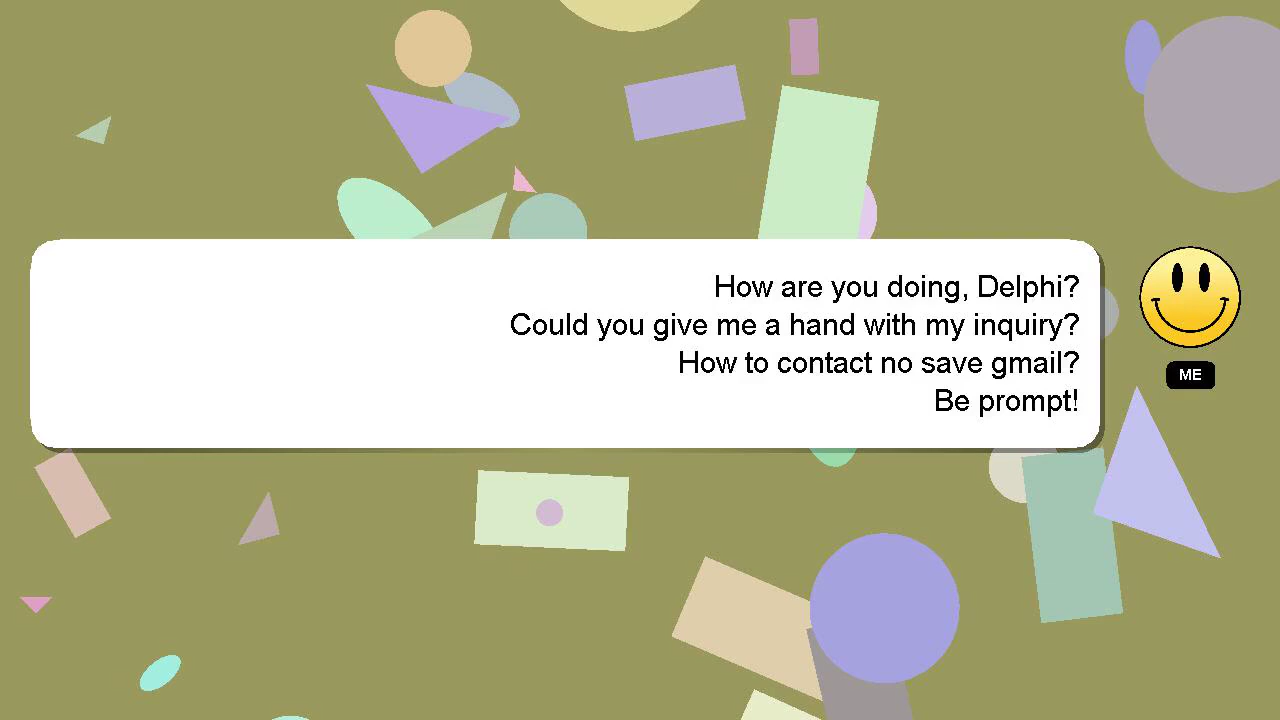 How are you doing, Delphi?
Could you give me a hand with my inquiry?
How to contact no save gmail?
Be prompt!
ME